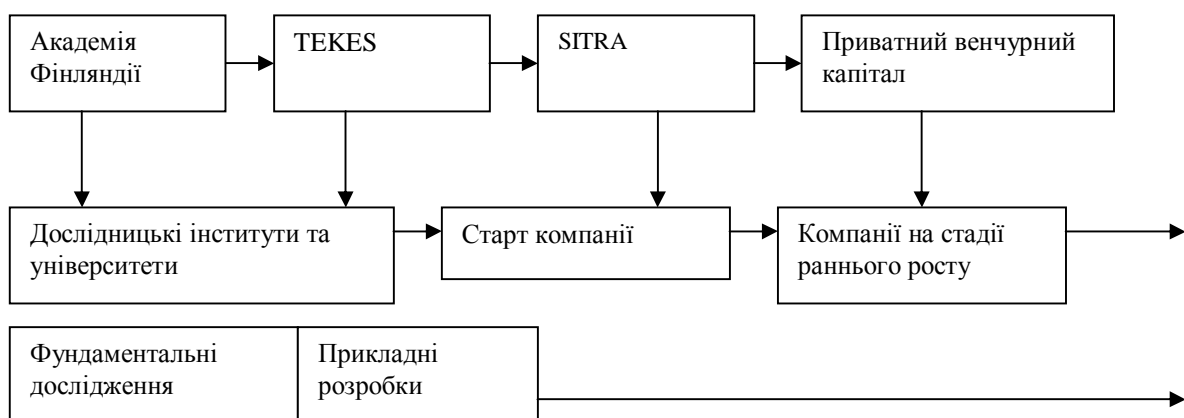 Академія
Фінляндії
TEKES
SITRA
Приватний венчурний
капітал
Дослідницькі інститути та
університети
Старт компанії
Компанії на стадії
раннього росту
Фундаментальні
дослідження
Прикладні
розробки